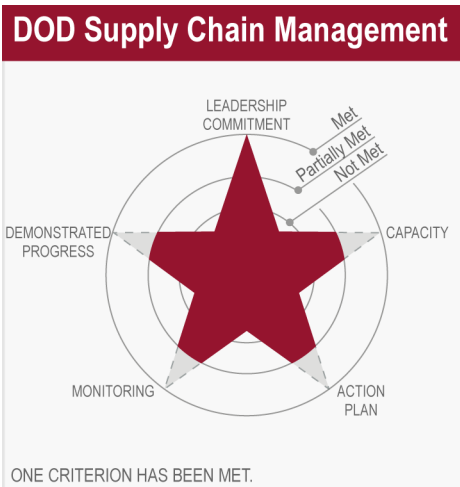 DOD Supply Chain Management
LEADERSHIP
COMMITMENT
Met
Partially Met
Not Met
DEMONSTRATED
PROGRESS
CAPACITY
MONITORING
ACTION
PLAN
ONE CRITERION HAS BEEN MET.